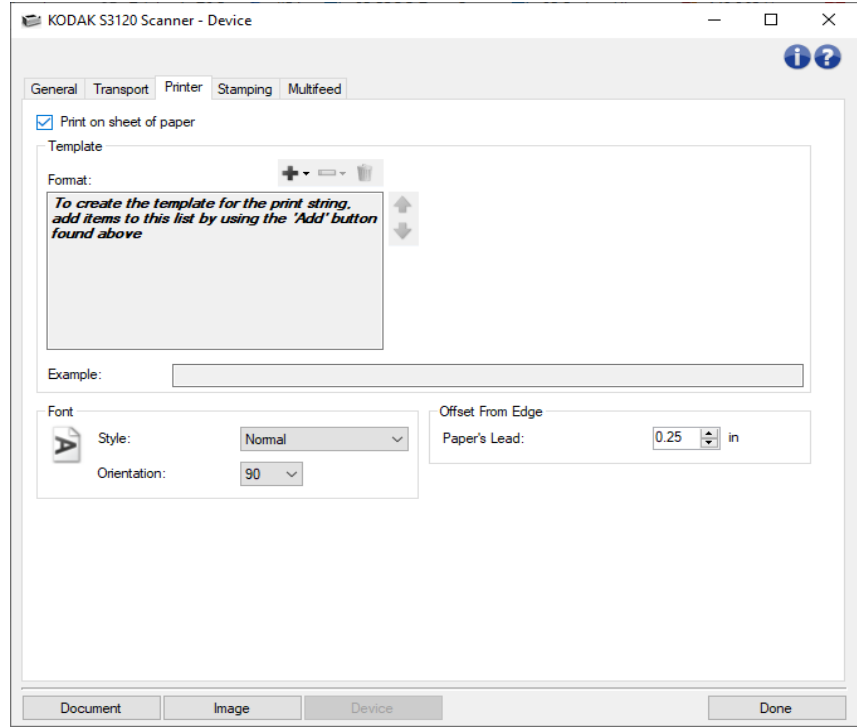 KODAK S3120 Scanner - Device
General Transport Printer Stamping Multifeed
Print on sheet of paper
Template
Format:
To create the template for the print string,
add items to this list by using the 'Add' button
found above
Example:
Font
Style: Normal
Orientation: 90
Offset From Edge
Paper's Lead: 0.25 in
Document Image Device Done